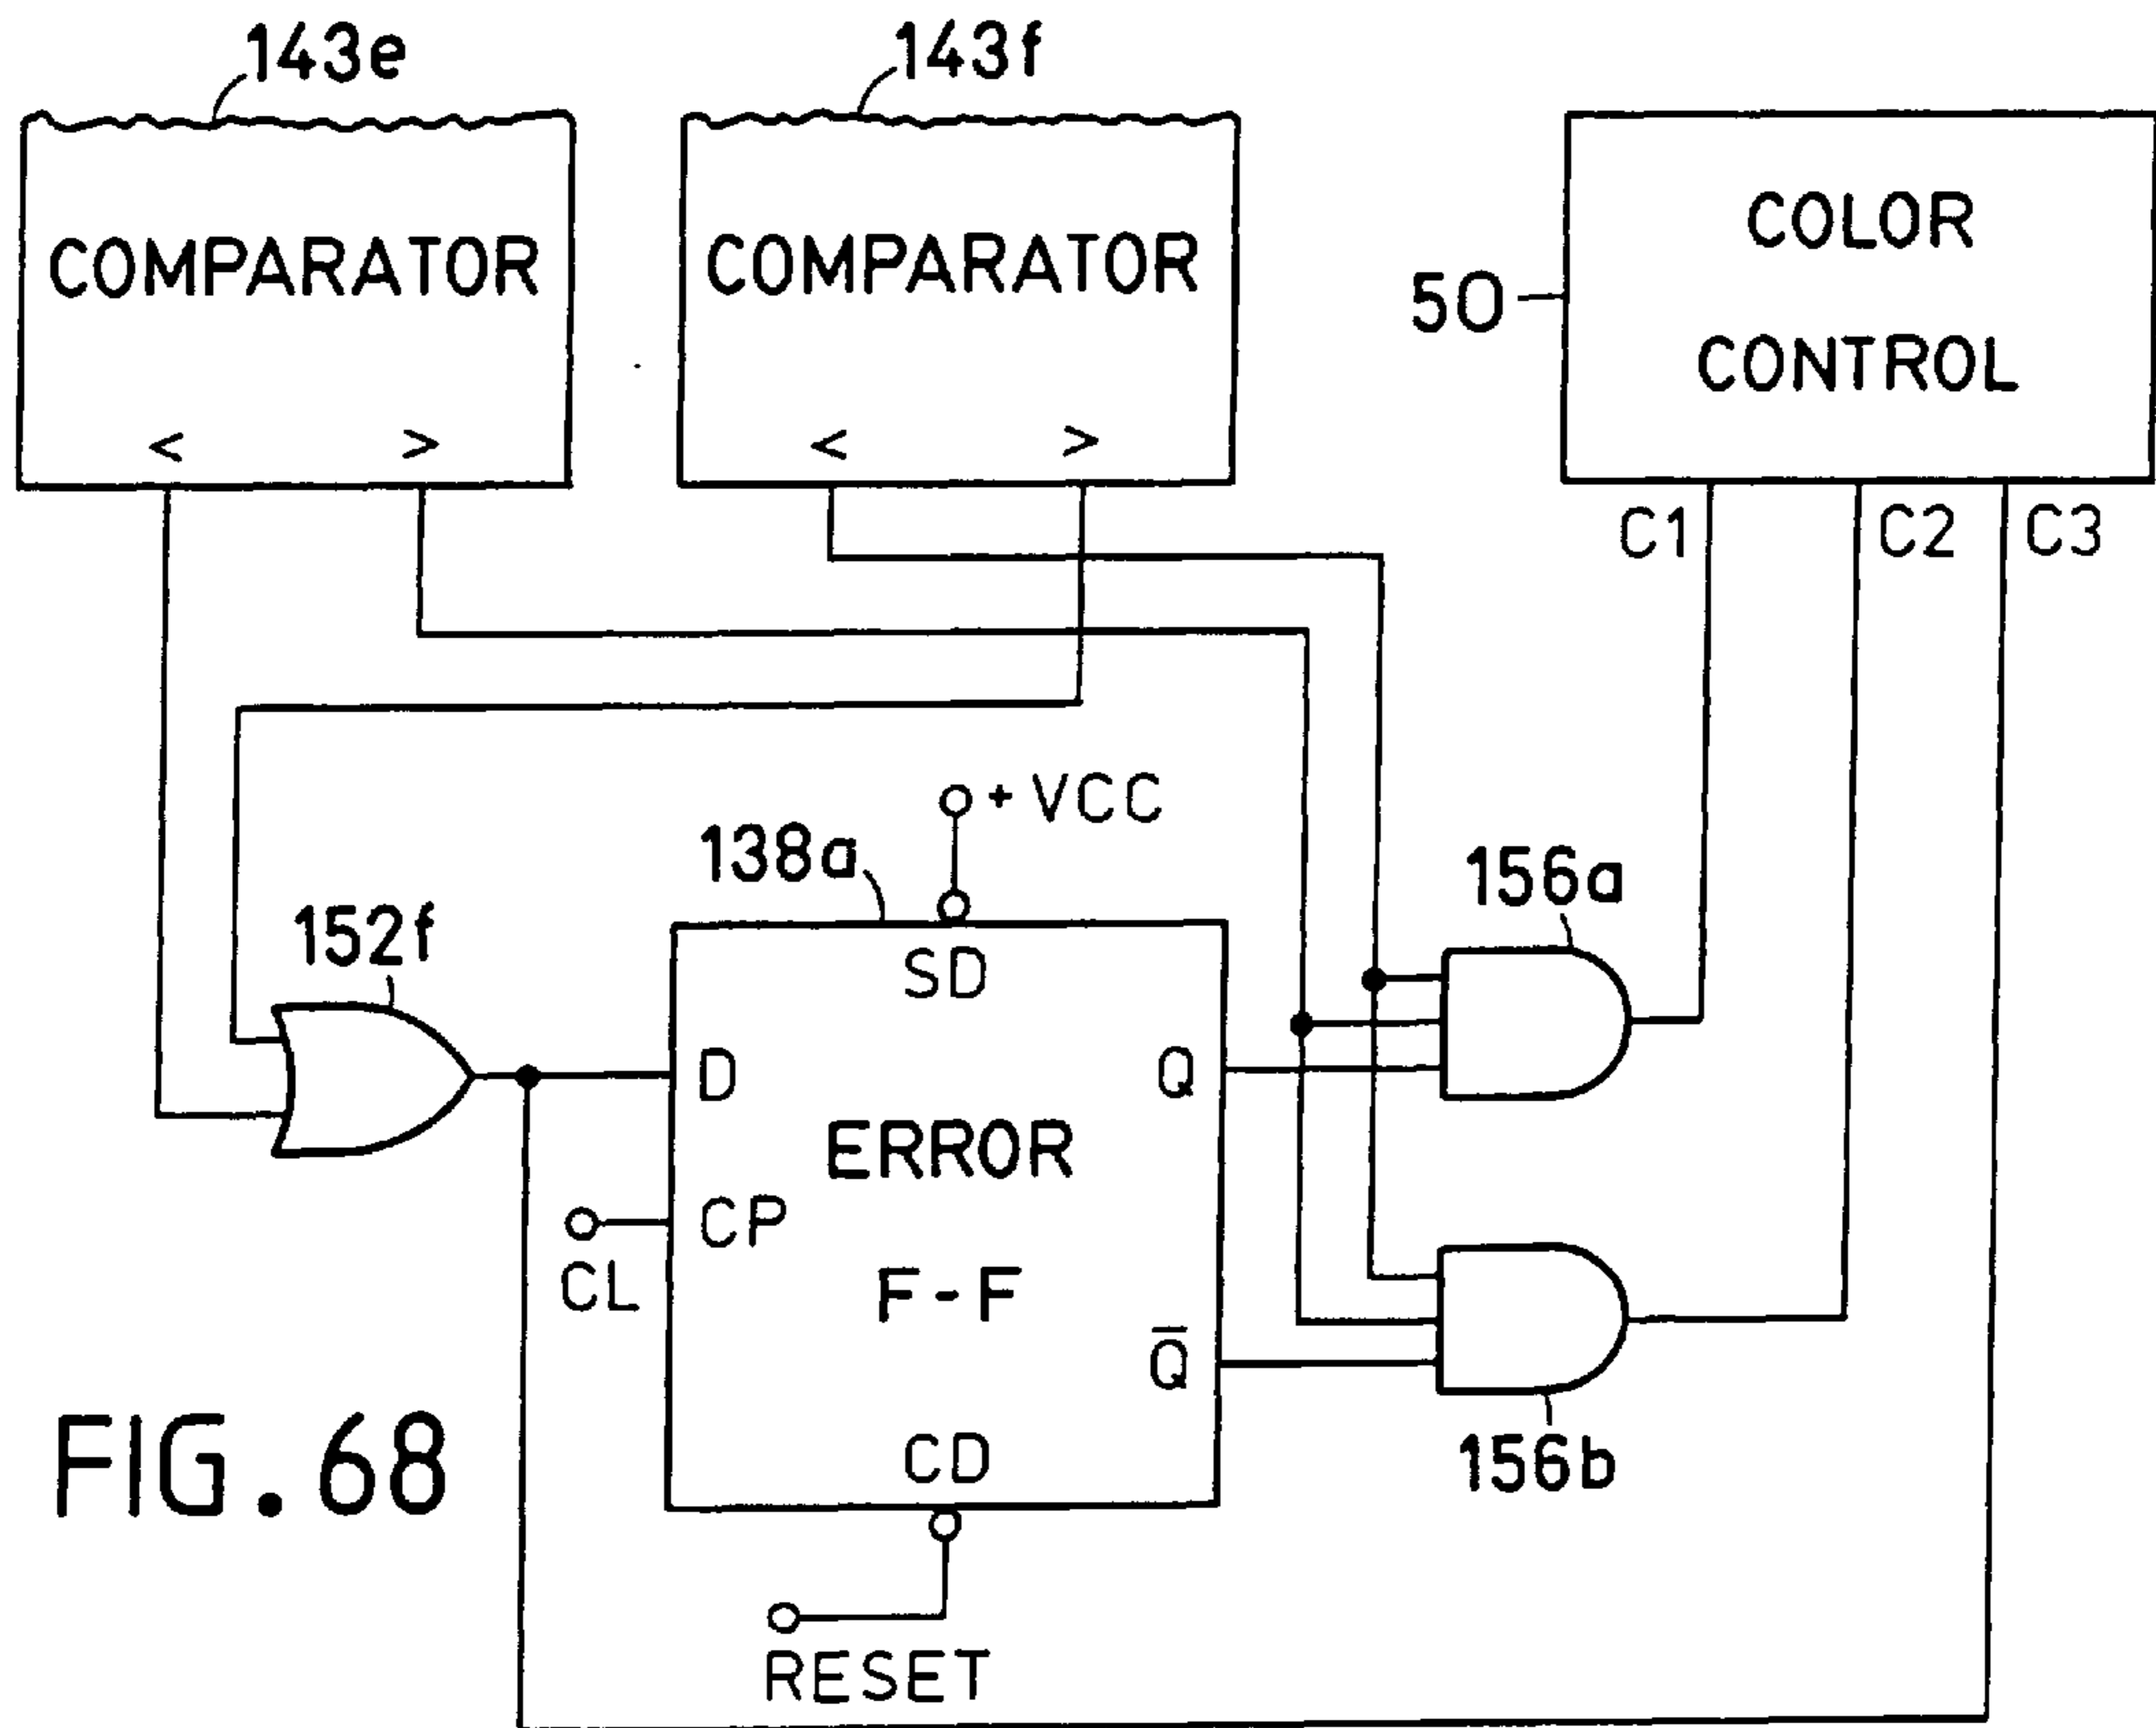 143e
143f
COMPARATOR
COMPARATOR
COLOR
CONTROL
50
< >
< >
C1 C2 C3
+ VCC
138a
156a
152f
SD
D
Q
ERROR
CP
CL
F-F
Q̅
CD
156b
FIG. 68
RESET